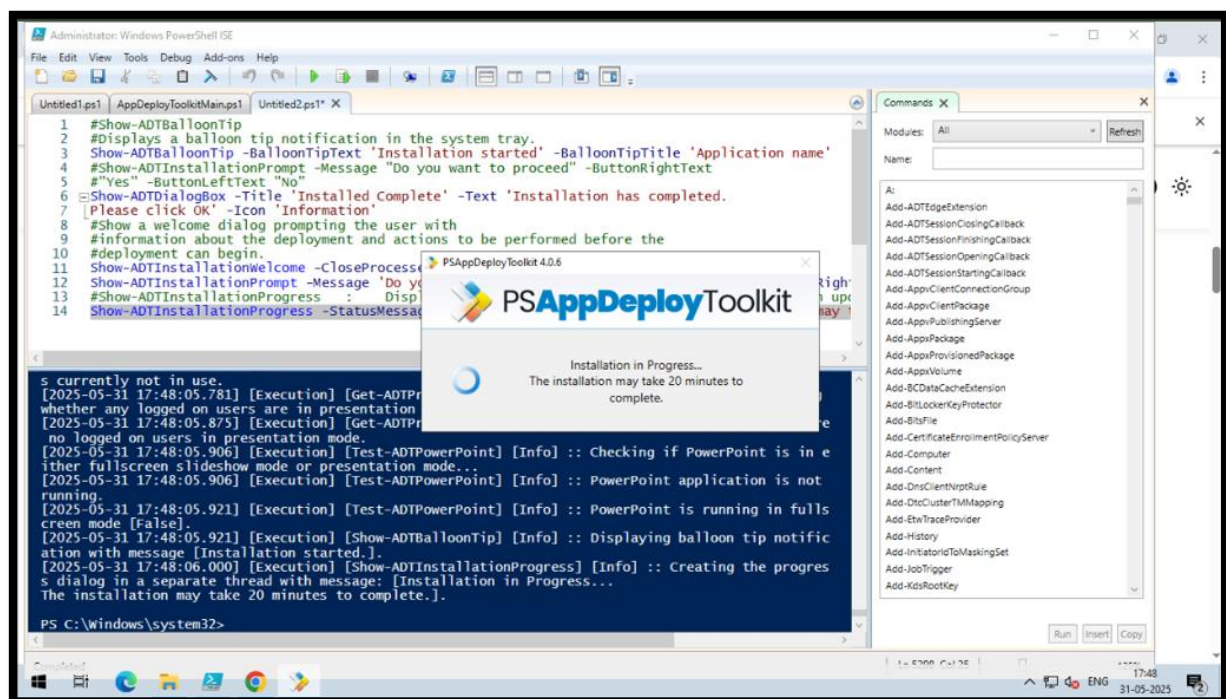 Administrator: Windows PowerShell ISE
File Edit View Tools Debug Add-ons Help
Untitled1.ps1 AppDeployToolkitMain.ps1 Untitled2.ps1* X
1 #Show-ADTBalloonTip
2 #Displays a balloon tip notification in the system tray.
3 Show-ADTBalloonTip -BalloonTipText 'Installation started' -BalloonTipTitle 'Application name'
4 #Show-ADTInstallationPrompt -Message "Do you want to proceed" -ButtonRightText
5 #"Yes" -ButtonLeftText "No"
6 Show-ADTDialogBox -Title 'Installed Complete' -Text 'Installation has completed.
7 Please click OK' -Icon 'Information'
8 #Show a welcome dialog prompting the user with
9 #information about the deployment and actions to be performed before the
10 #deployment can begin.
11 Show-ADTInstallationWelcome -CloseProcesse
12 Show-ADTInstallationPrompt -Message 'Do yo Righ
13 #Show-ADTInstallationProgress : Disp upd
14 Show-ADTInstallationProgress -StatusMessag may
PSAppDeployToolkit 4.0.6
PSAppDeployToolkit
Installation in Progress...
The installation may take 20 minutes to
complete.
s currently not in use.
[2025-05-31 17:48:05.781] [Execution] [Get-ADTPr
whether any logged on users are in presentation
[2025-05-31 17:48:05.875] [Execution] [Get-ADTPr re
no logged on users in presentation mode.
[2025-05-31 17:48:05.906] [Execution] [Test-ADTPowerPoint] [Info] :: Checking if PowerPoint is in e
ither fullscreen slideshow mode or presentation mode...
[2025-05-31 17:48:05.906] [Execution] [Test-ADTPowerPoint] [Info] :: PowerPoint application is not
running.
[2025-05-31 17:48:05.921] [Execution] [Test-ADTPowerPoint] [Info] :: PowerPoint is running in fulls
creen mode [False].
[2025-05-31 17:48:05.921] [Execution] [Show-ADTBalloonTip] [Info] :: Displaying balloon tip notific
ation with message [Installation started.].
[2025-05-31 17:48:06.000] [Execution] [Show-ADTInstallationProgress] [Info] :: Creating the progres
s dialog in a separate thread with message: [Installation in Progress...
The installation may take 20 minutes to complete.].
PS C:\Windows\system32>
Commands X
Modules: All Refresh
Name:
A:
Add-ADTEdgeExtension
Add-ADTSessionClosingCallback
Add-ADTSessionFinishingCallback
Add-ADTSessionOpeningCallback
Add-ADTSessionStartingCallback
Add-AppvClientConnectionGroup
Add-AppvClientPackage
Add-AppvPublishingServer
Add-AppxPackage
Add-AppxProvisionedPackage
Add-AppxVolume
Add-BCDataCacheExtension
Add-BitLockerKeyProtector
Add-BitsFile
Add-CertificateEnrollmentPolicyServer
Add-Computer
Add-Content
Add-DnsClientNrptRule
Add-DtcClusterTMMapping
Add-EtwTraceProvider
Add-History
Add-InitiatorIdToMaskingSet
Add-JobTrigger
Add-KdsRootKey
Run Insert Copy
Completed
ENG
17:48
31-05-2025
2